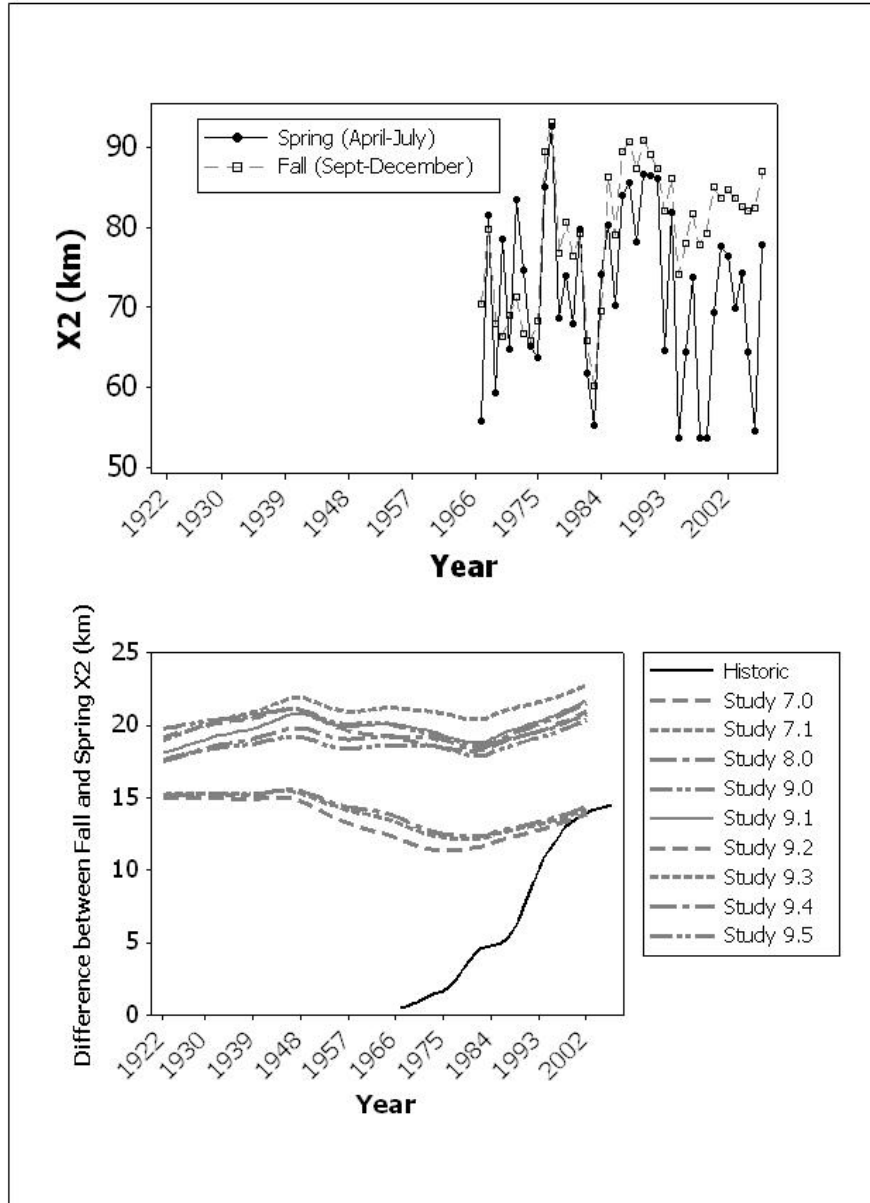 Spring (April-July)
Fall (Sept-December)
X2 (km)
90
80
70
60
50
1922
1930
1939
1948
1957
1966
1975
1984
1993
2002
Year
Difference between Fall and Spring X2 (km)
25
20
15
10
5
0
1922
1930
1939
1948
1957
1966
1975
1984
1993
2002
Year
Historic
Study 7.0
Study 7.1
Study 8.0
Study 9.0
Study 9.1
Study 9.2
Study 9.3
Study 9.4
Study 9.5